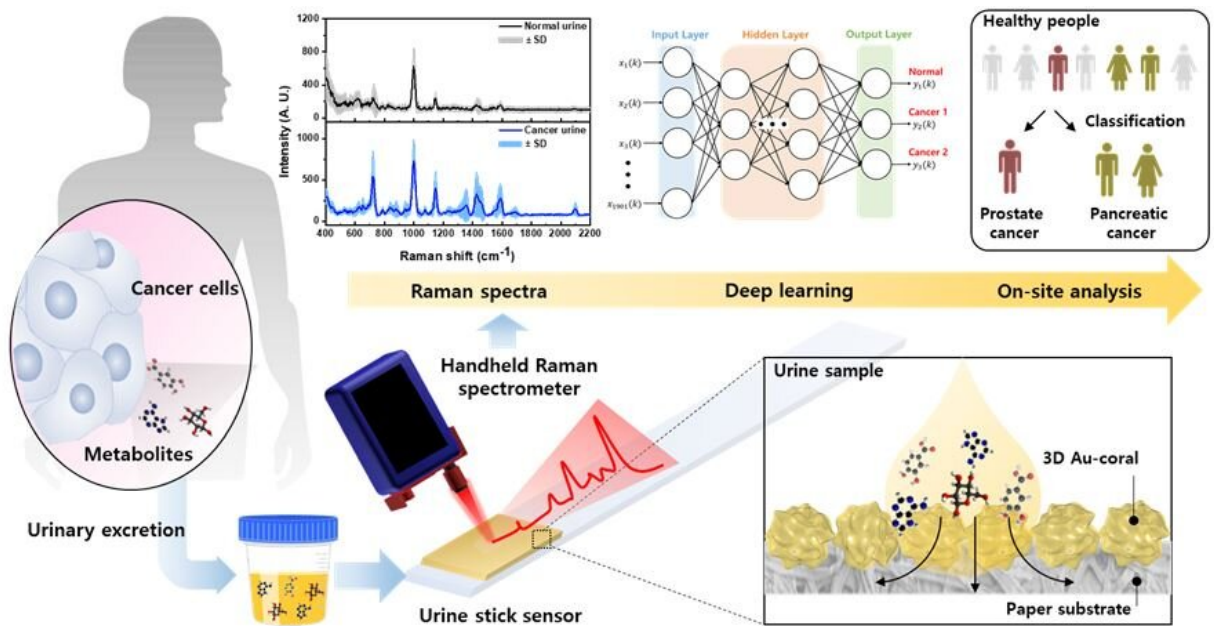 1200
Normal urine
± SD
800
400
0
1000
Cancer urine
± SD
500
0
Intensity (A. U.)
400 600 800 1000 1200 1400 1600 1800 2000 2200
Raman shift (cm⁻¹)
Input Layer
Hidden Layer
Output Layer
x₁(k)
x₂(k)
x₃(k)
x₁₉₀₁(k)
Normal
y₁(k)
Cancer 1
y₂(k)
Cancer 2
y₃(k)
Healthy people
Classification
Prostate
cancer
Pancreatic
cancer
Raman spectra
Deep learning
On-site analysis
Cancer cells
Metabolites
Urinary excretion
Handheld Raman
spectrometer
Urine stick sensor
Urine sample
3D Au-coral
Paper substrate